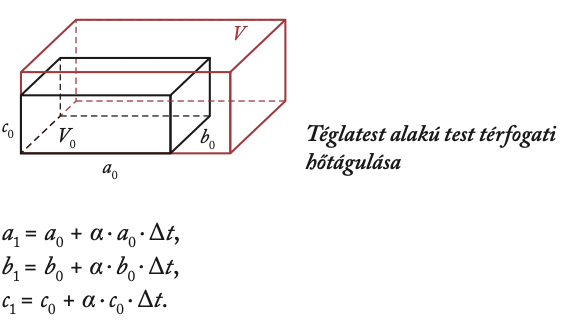 V
c₀
V₀
b₀
a₀
Téglatest alakú test térfogati
hőtágulása
a₁ = a₀ + α · a₀ · Δt,
b₁ = b₀ + α · b₀ · Δt,
c₁ = c₀ + α · c₀ · Δt.